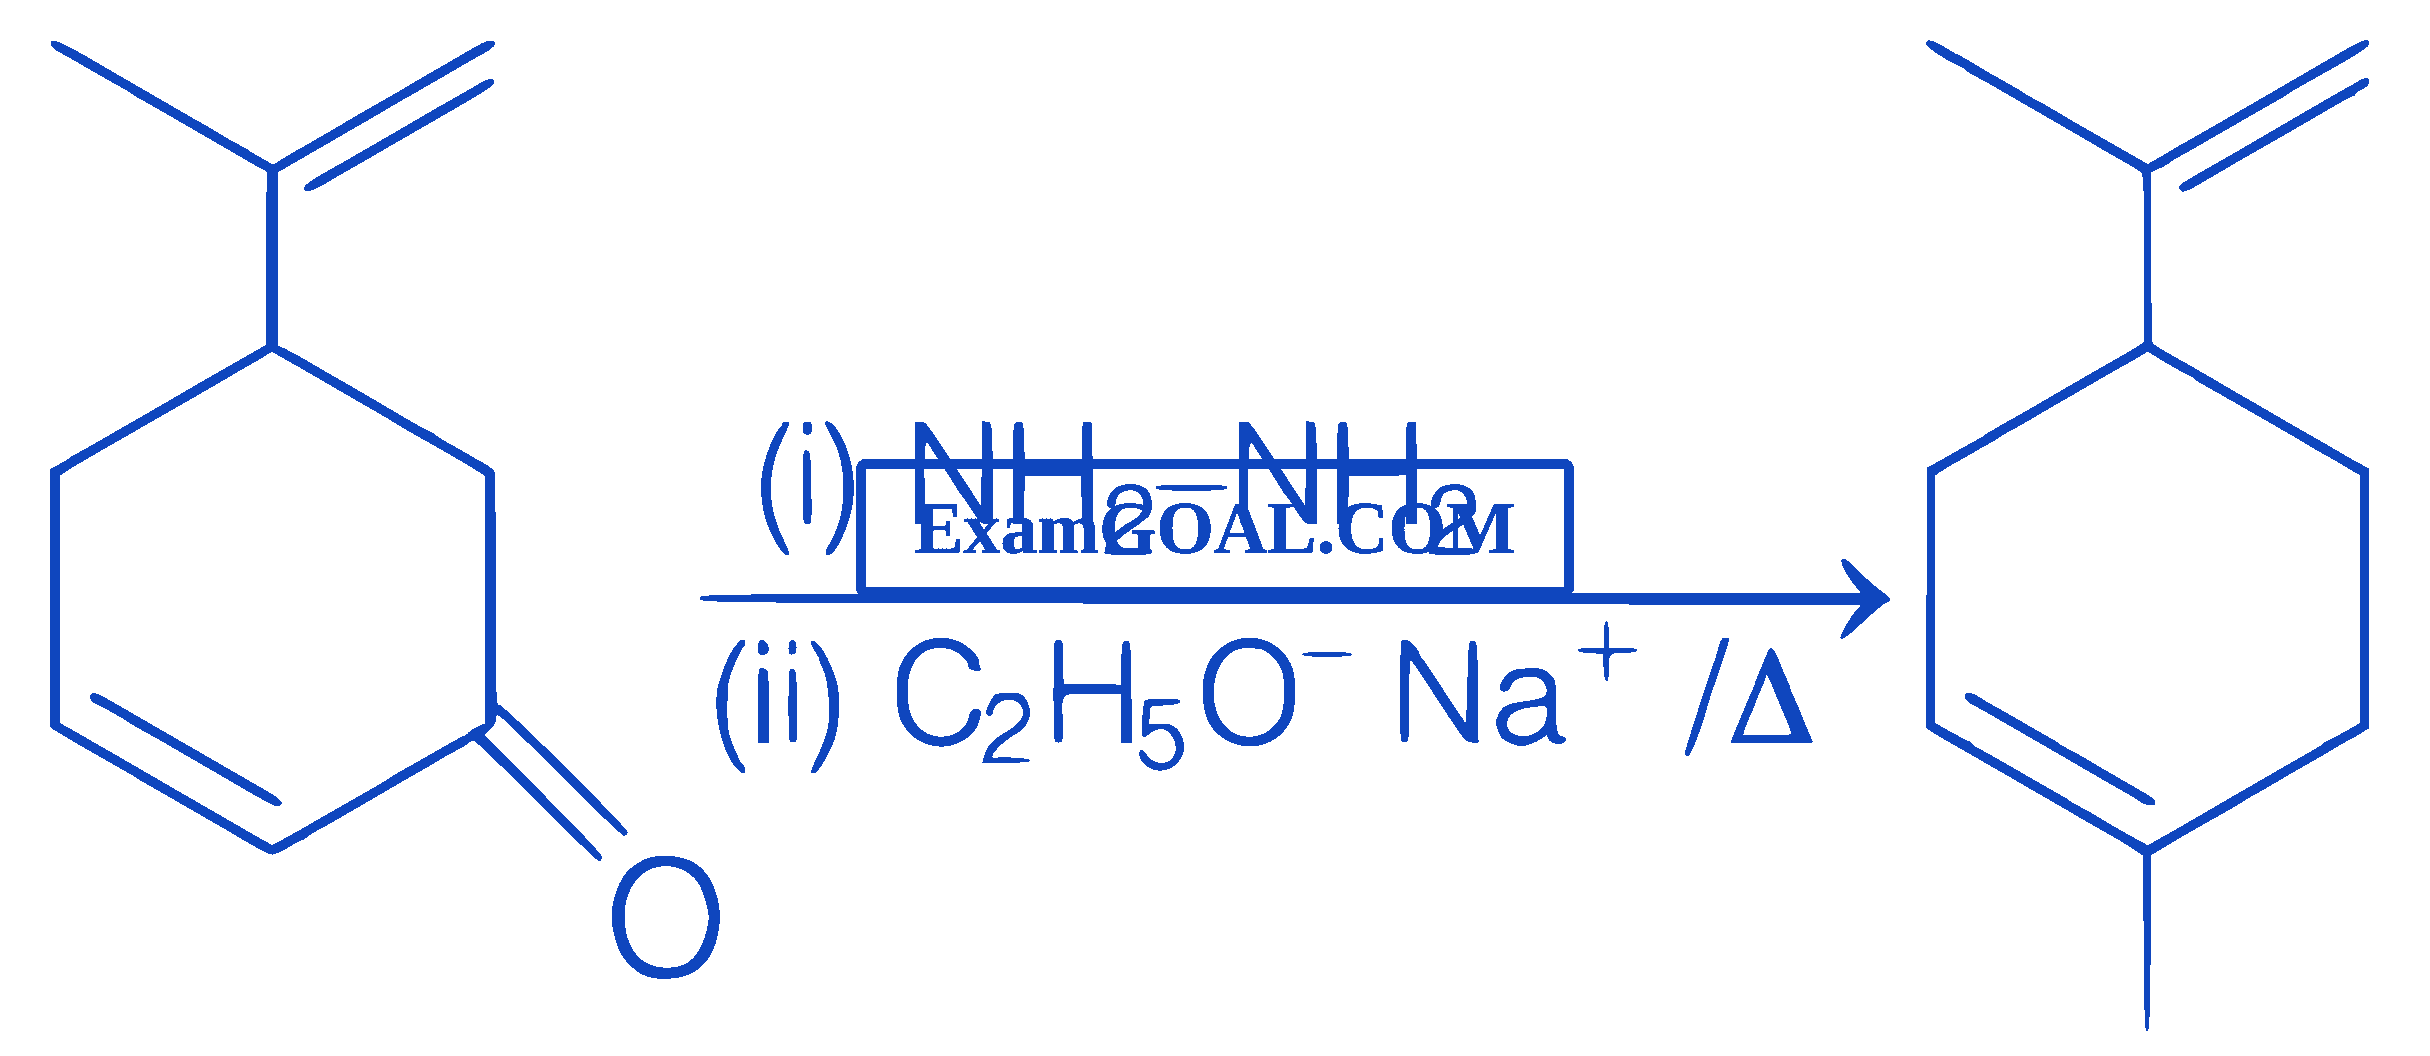 (i) NH₂–NH₂
ExamGOAL.COM
(ii) C₂H₅O⁻ Na⁺ /Δ
O